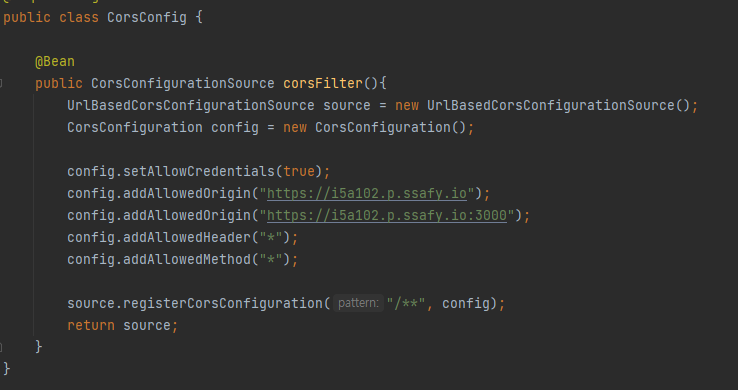 public class CorsConfig {
@Bean
public CorsConfigurationSource corsFilter(){
UrlBasedCorsConfigurationSource source = new UrlBasedCorsConfigurationSource();
CorsConfiguration config = new CorsConfiguration();
config.setAllowCredentials(true);
config.addAllowedOrigin("https://i5a102.p.ssafy.io");
config.addAllowedOrigin("https://i5a102.p.ssafy.io:3000");
config.addAllowedHeader("*");
config.addAllowedMethod("*");
source.registerCorsConfiguration( pattern: "/**", config);
return source;
}
}